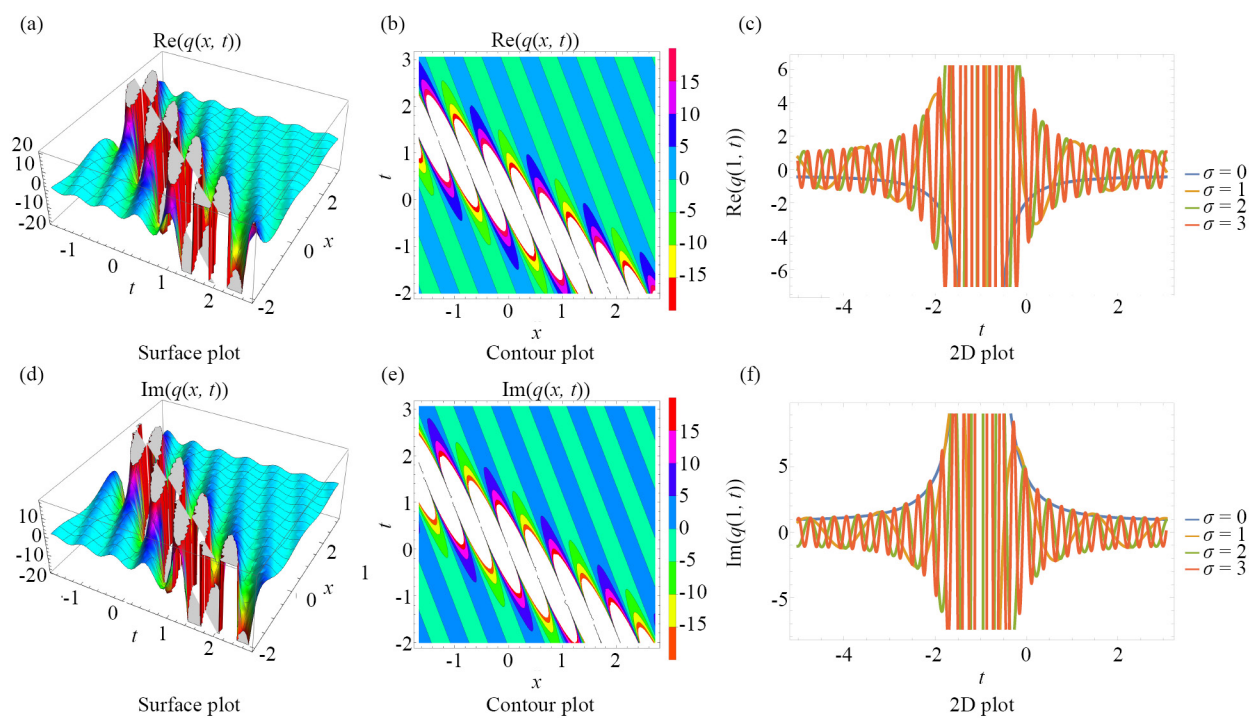 (a)
Re(q(x, t))
20
10
0
-10
-20
-1
0
1
2
t
-2
0
2
x
Surface plot
(b)
Re(q(x, t))
3
2
1
0
-1
-2
t
-1
0
1
2
x
15
10
5
0
-5
-10
-15
Contour plot
(c)
6
4
2
0
-2
-4
-6
Re(q(1, t))
-4
-2
0
2
t
σ = 0
σ = 1
σ = 2
σ = 3
2D plot
(d)
Im(q(x, t))
10
0
-10
-20
-1
0
1
2
t
-2
0
2
x
1
Surface plot
(e)
Im(q(x, t))
3
2
1
0
-1
-2
t
-1
0
1
2
x
15
10
5
0
-5
-10
-15
Contour plot
(f)
5
0
-5
Im(q(1, t))
-4
-2
0
2
t
σ = 0
σ = 1
σ = 2
σ = 3
2D plot